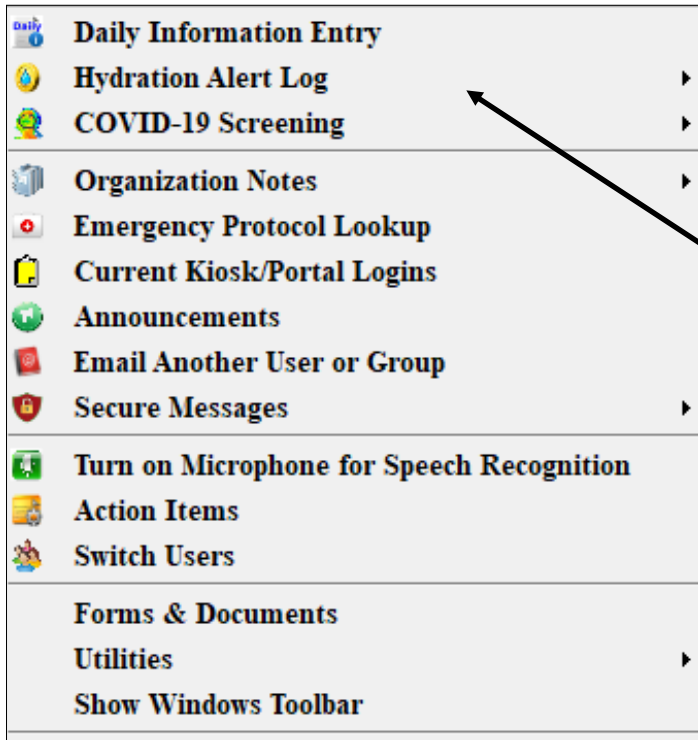 Daily
Daily Information Entry
Hydration Alert Log
COVID-19 Screening
Organization Notes
Emergency Protocol Lookup
Current Kiosk/Portal Logins
Announcements
Email Another User or Group
Secure Messages
Turn on Microphone for Speech Recognition
Action Items
Switch Users
Forms & Documents
Utilities
Show Windows Toolbar